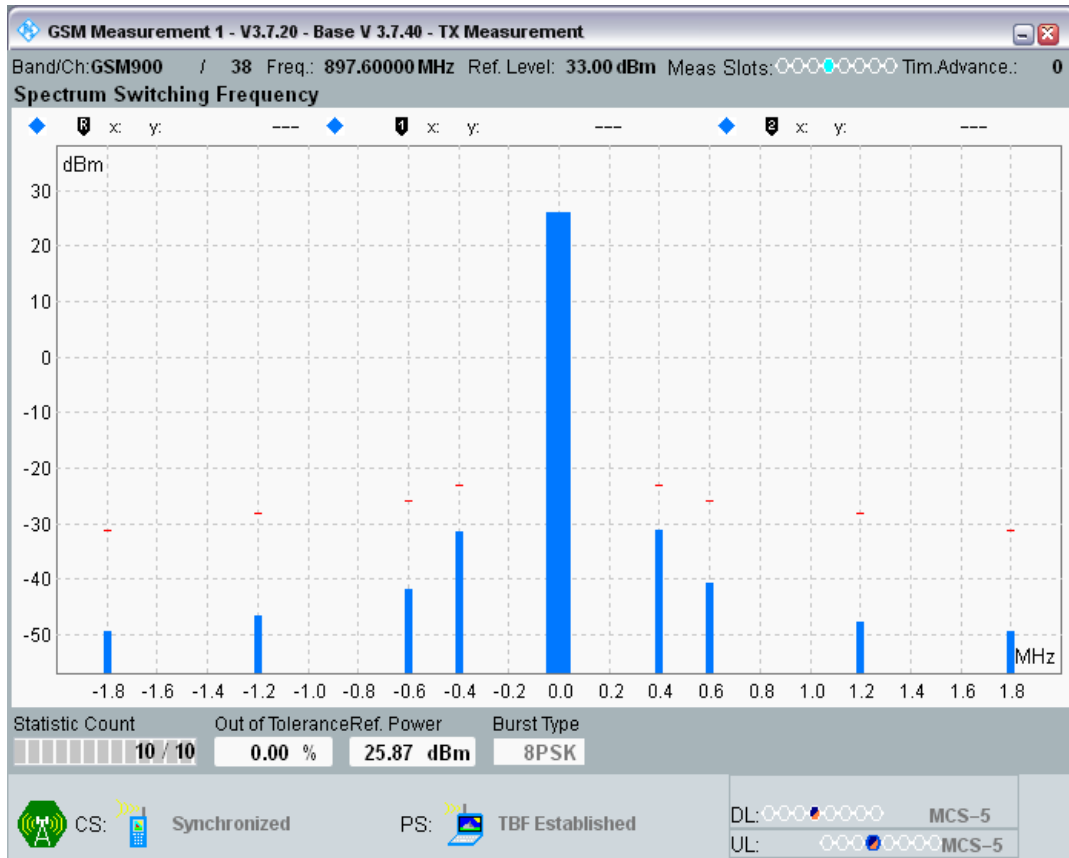 GSM Measurement 1 - V3.7.20 - Base V 3.7.40 - TX Measurement
Band/Ch:GSM900 / 38 Freq.: 897.60000 MHz Ref. Level: 33.00 dBm Meas Slots: Tim.Advance.: 0
Spectrum Switching Frequency
R x: y: --- 1 x: y: --- 2 x: y: ---
dBm
30
20
10
0
-10
-20
-30
-40
-50
MHz
-1.8 -1.6 -1.4 -1.2 -1.0 -0.8 -0.6 -0.4 -0.2 0.0 0.2 0.4 0.6 0.8 1.0 1.2 1.4 1.6 1.8
Statistic Count Out of Tolerance Ref. Power Burst Type
10 / 10 0.00 % 25.87 dBm 8PSK
CS: Synchronized PS: TBF Established
DL: MCS-5
UL: MCS-5